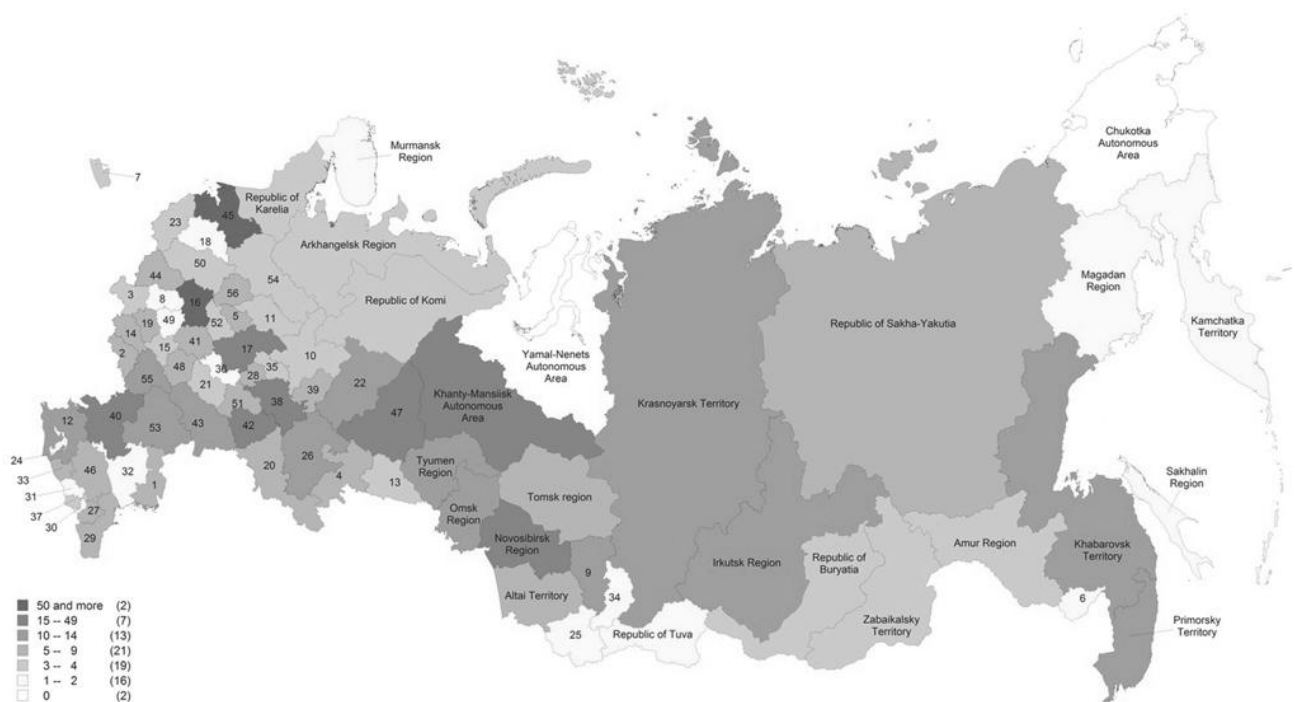 Chukotka
Autonomous
Area
Murmansk
Region
7
Republic of
Karelia
45
23
18
Arkhangelsk Region
50
54
44
Magadan
Region
3
8
16
56
Republic of Komi
Kamchatka
Territory
19
49
52
5
11
Republic of Sakha-Yakutia
14
15
41
17
10
Yamal-Nenets
Autonomous
Area
2
48
36
35
28
21
39
22
55
Khanty-Mansiisk
Autonomous
Area
Krasnoyarsk Territory
51
38
47
40
12
53
43
42
24
46
32
20
26
4
13
Tyumen
Region
33
1
Tomsk region
Sakhalin
Region
31
37
27
30
29
Omsk
Region
Novosibirsk
Region
Amur Region
Khabarovsk
Territory
Irkutsk Region
Republic of
Buryatia
9
34
6
Altai Territory
25
Republic of Tuva
Zabaikalsky
Territory
Primorsky
Territory
50 and more (2)
15 -- 49 (7)
10 -- 14 (13)
5 -- 9 (21)
3 -- 4 (19)
1 -- 2 (16)
0 (2)